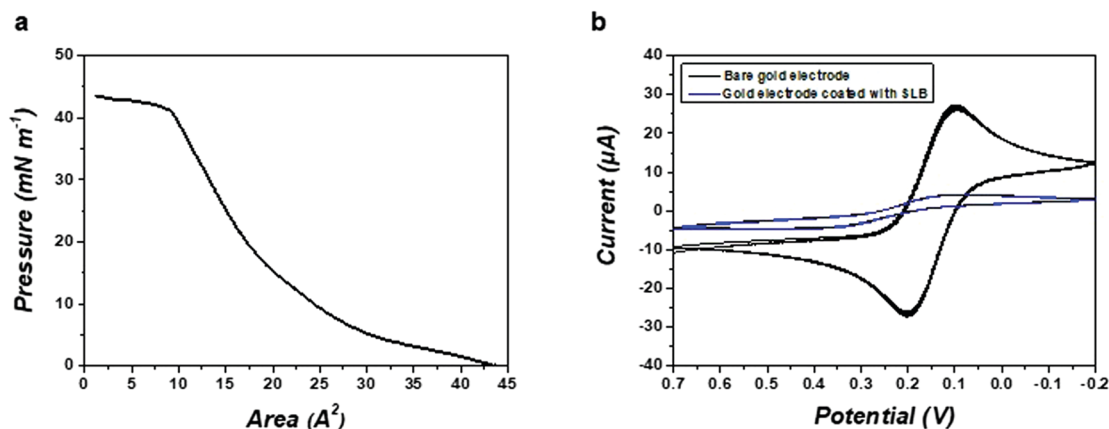 a
50
40
30
20
10
0
Pressure (mN m-1)
0 5 10 15 20 25 30 35 40 45
Area (A2)
b
40
30
20
10
0
-10
-20
-30
-40
Current (µA)
Bare gold electrode
Gold electrode coated with SLB
0.7 0.6 0.5 0.4 0.3 0.2 0.1 0.0 -0.1 -0.2
Potential (V)